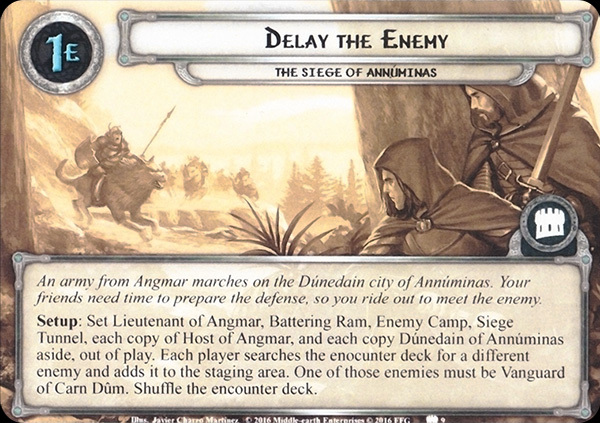 1E
DELAY THE ENEMY
THE SIEGE OF ANNÚMINAS
An army from Angmar marches on the Dúnedain city of Annúminas. Your
friends need time to prepare the defense, so you ride out to meet the enemy.
Setup: Set Lieutenant of Angmar, Battering Ram, Enemy Camp, Siege
Tunnel, each copy of Host of Angmar, and each copy Dúnedain of Annúminas
aside, out of play. Each player searches the enocunter deck for a different
enemy and adds it to the staging area. One of those enemies must be Vanguard
of Carn Dûm. Shuffle the encounter deck.
Illus. Javier Charro Martínez © 2016 Middle-earth Enterprises © 2016 FFG 9